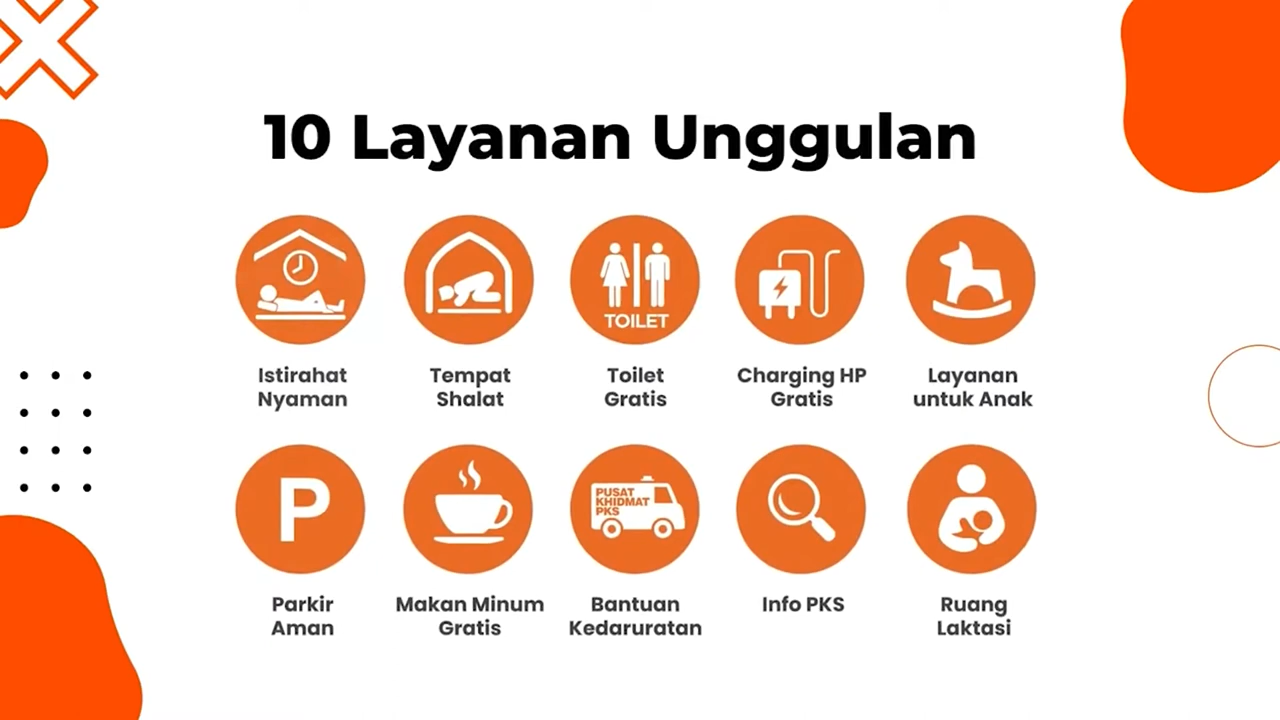 10 Layanan Unggulan
TOILET
Istirahat
Nyaman
Tempat
Shalat
Toilet
Gratis
Charging HP
Gratis
Layanan
untuk Anak
P
PUSAT
KHIDMAT
PKS
Parkir
Aman
Makan Minum
Gratis
Bantuan
Kedaruratan
Info PKS
Ruang
Laktasi